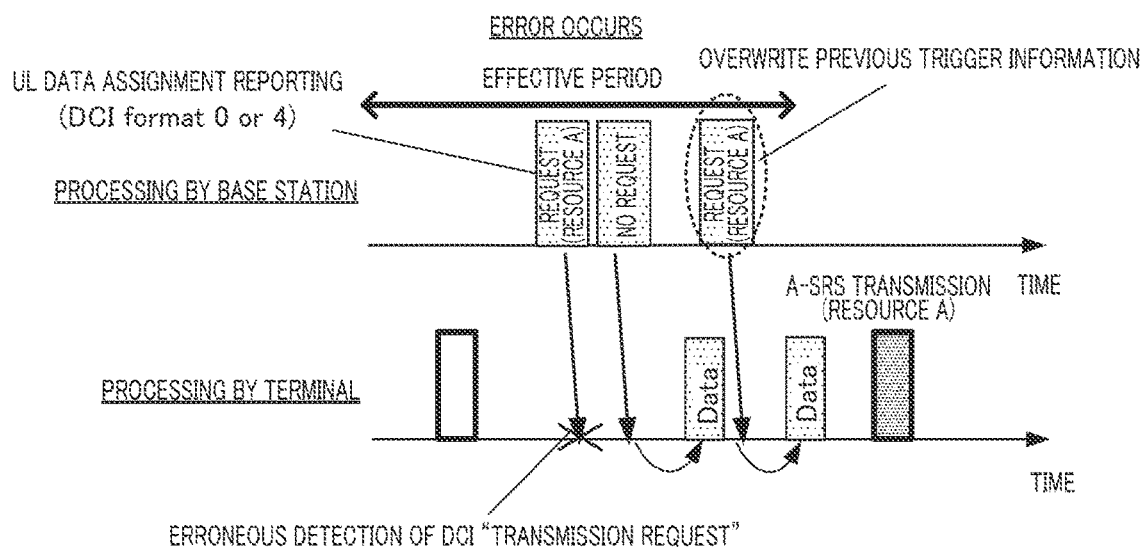 ERROR OCCURS
OVERWRITE PREVIOUS TRIGGER INFORMATION
UL DATA ASSIGNMENT REPORTING
(DCI format 0 or 4)
EFFECTIVE PERIOD
PROCESSING BY BASE STATION
REQUEST
(RESOURCE A)
NO REQUEST
REQUEST
(RESOURCE A)
TIME
A-SRS TRANSMISSION
(RESOURCE A)
PROCESSING BY TERMINAL
Data
Data
TIME
ERRONEOUS DETECTION OF DCI "TRANSMISSION REQUEST"